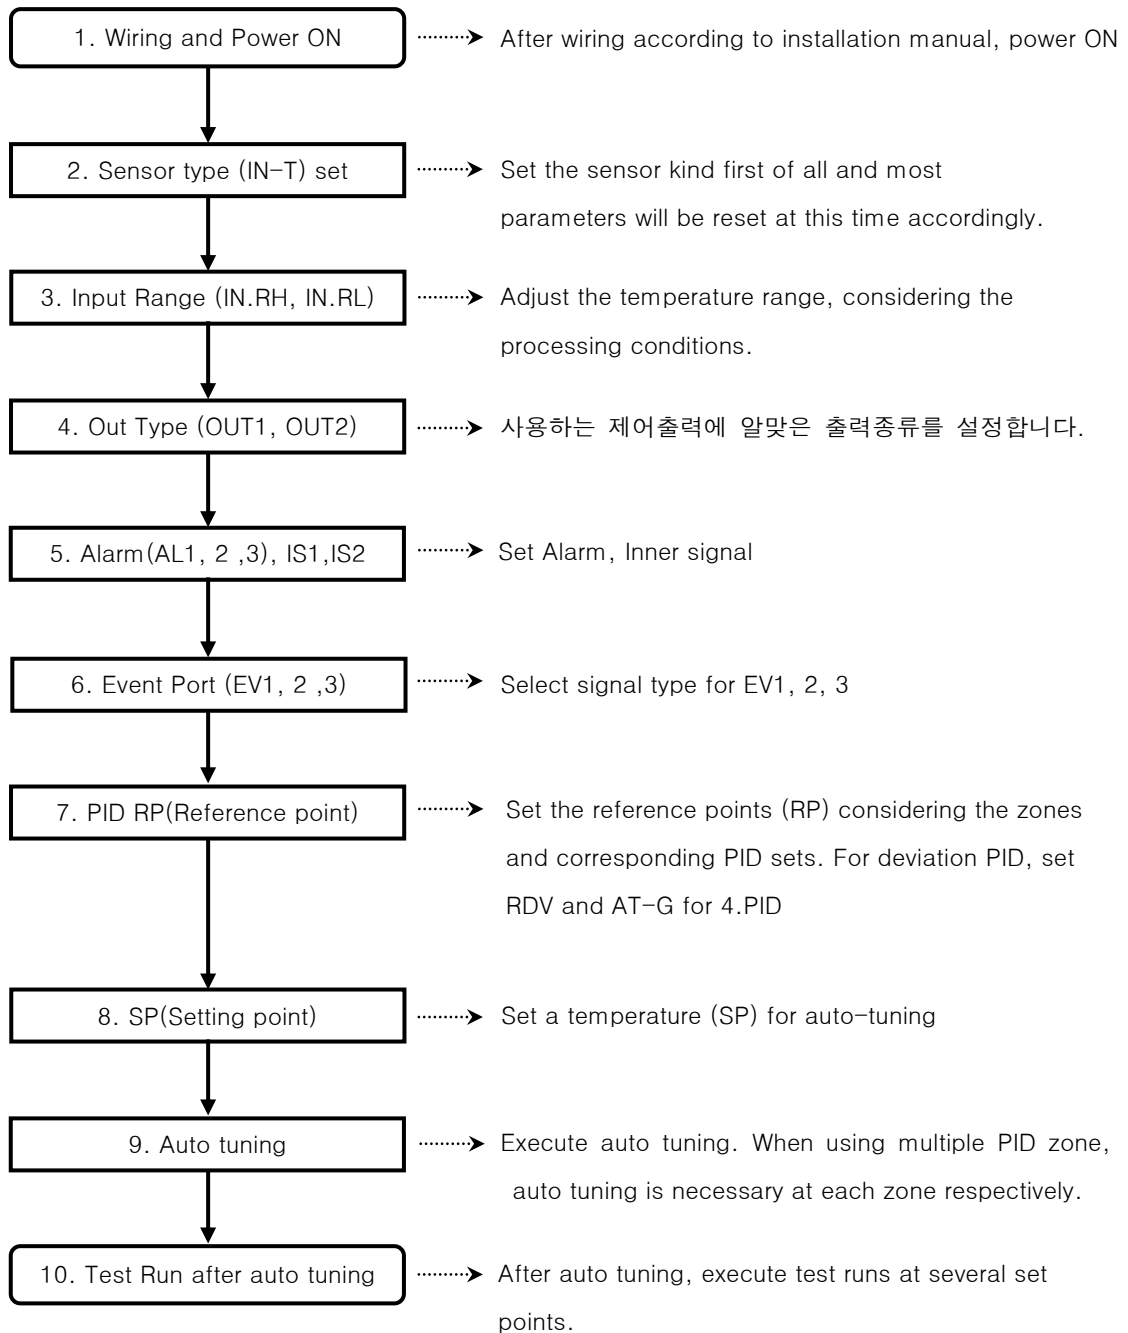 1. Wiring and Power ON
After wiring according to installation manual, power ON
2. Sensor type (IN-T) set
Set the sensor kind first of all and most
parameters will be reset at this time accordingly.
3. Input Range (IN.RH, IN.RL)
Adjust the temperature range, considering the
processing conditions.
4. Out Type (OUT1, OUT2)
사용하는 제어출력에 알맞은 출력종류를 설정합니다.
5. Alarm(AL1, 2 ,3), IS1,IS2
Set Alarm, Inner signal
6. Event Port (EV1, 2 ,3)
Select signal type for EV1, 2, 3
7. PID RP(Reference point)
Set the reference points (RP) considering the zones
and corresponding PID sets. For deviation PID, set
RDV and AT-G for 4.PID
8. SP(Setting point)
Set a temperature (SP) for auto-tuning
9. Auto tuning
Execute auto tuning. When using multiple PID zone,
auto tuning is necessary at each zone respectively.
10. Test Run after auto tuning
After auto tuning, execute test runs at several set
points.